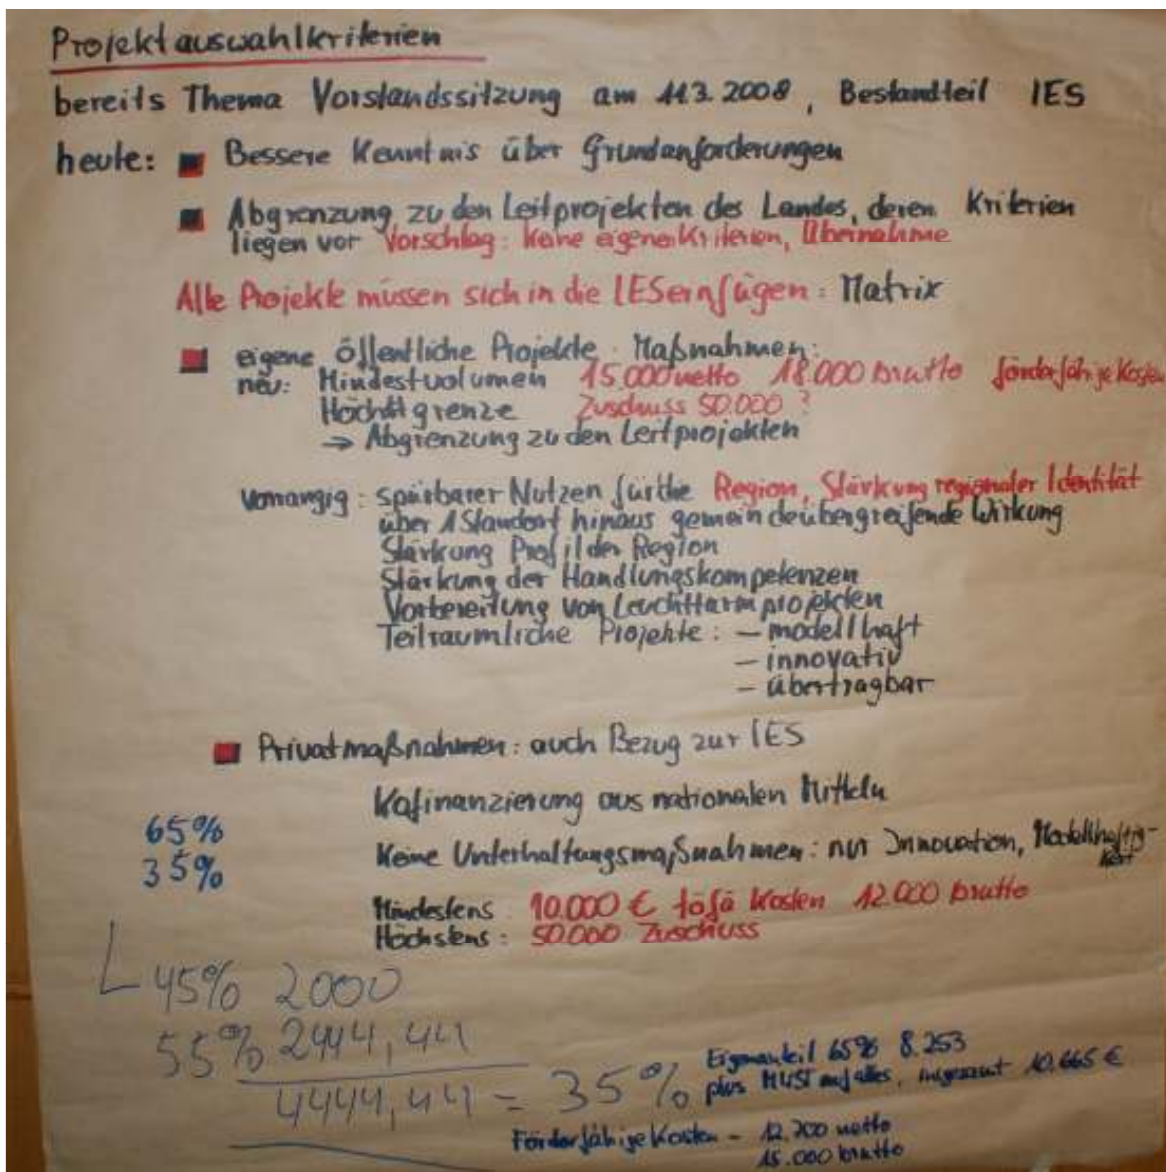 Projektauswahlkriterien
bereits Thema Vorstandssitzung am 11.3.2008, Bestandteil IES
heute: Bessere Kenntnis über Grundanforderungen
Abgrenzung zu den Leitprojekten des Landes, deren Kriterien
liegen vor Vorschlag: Keine eigenen Kriterien, Übernahme
Alle Projekte müssen sich in die LES einfügen: Matrix
eigene öffentliche Projekte Maßnahmen:
neu: Mindestvolumen 15.000 netto 18.000 brutto förderfähige Kosten
Höchstgrenze Zuschuss 50.000 ?
→ Abgrenzung zu den Leitprojekten
vorrangig: spürbarer Nutzen für die Region, Stärkung regionaler Identität
über 1 Standort hinaus gemeindeübergreifende Wirkung
Stärkung Profil der Region
Stärkung der Handlungskompetenzen
Vorbereitung von Leuchtturmprojekten
Teilräumliche Projekte: – modellhaft
– innovativ
– übertragbar
Privatmaßnahmen: auch Bezug zur IES
Kofinanzierung aus nationalen Mitteln
65%
Keine Unterhaltungsmaßnahmen: nur Innovation, Modellhaftig-
keit
35%
Mindestens 10.000 € föfä Kosten 12.000 brutto
Höchstens: 50.000 Zuschuss
45% 2000
55% 2444,44
4444,44 = 35%
Eigenanteil 65% 8.253
plus MUST auf alles, insgesamt 10.665 €
Förderfähige Kosten – 12.700 netto
15.000 brutto